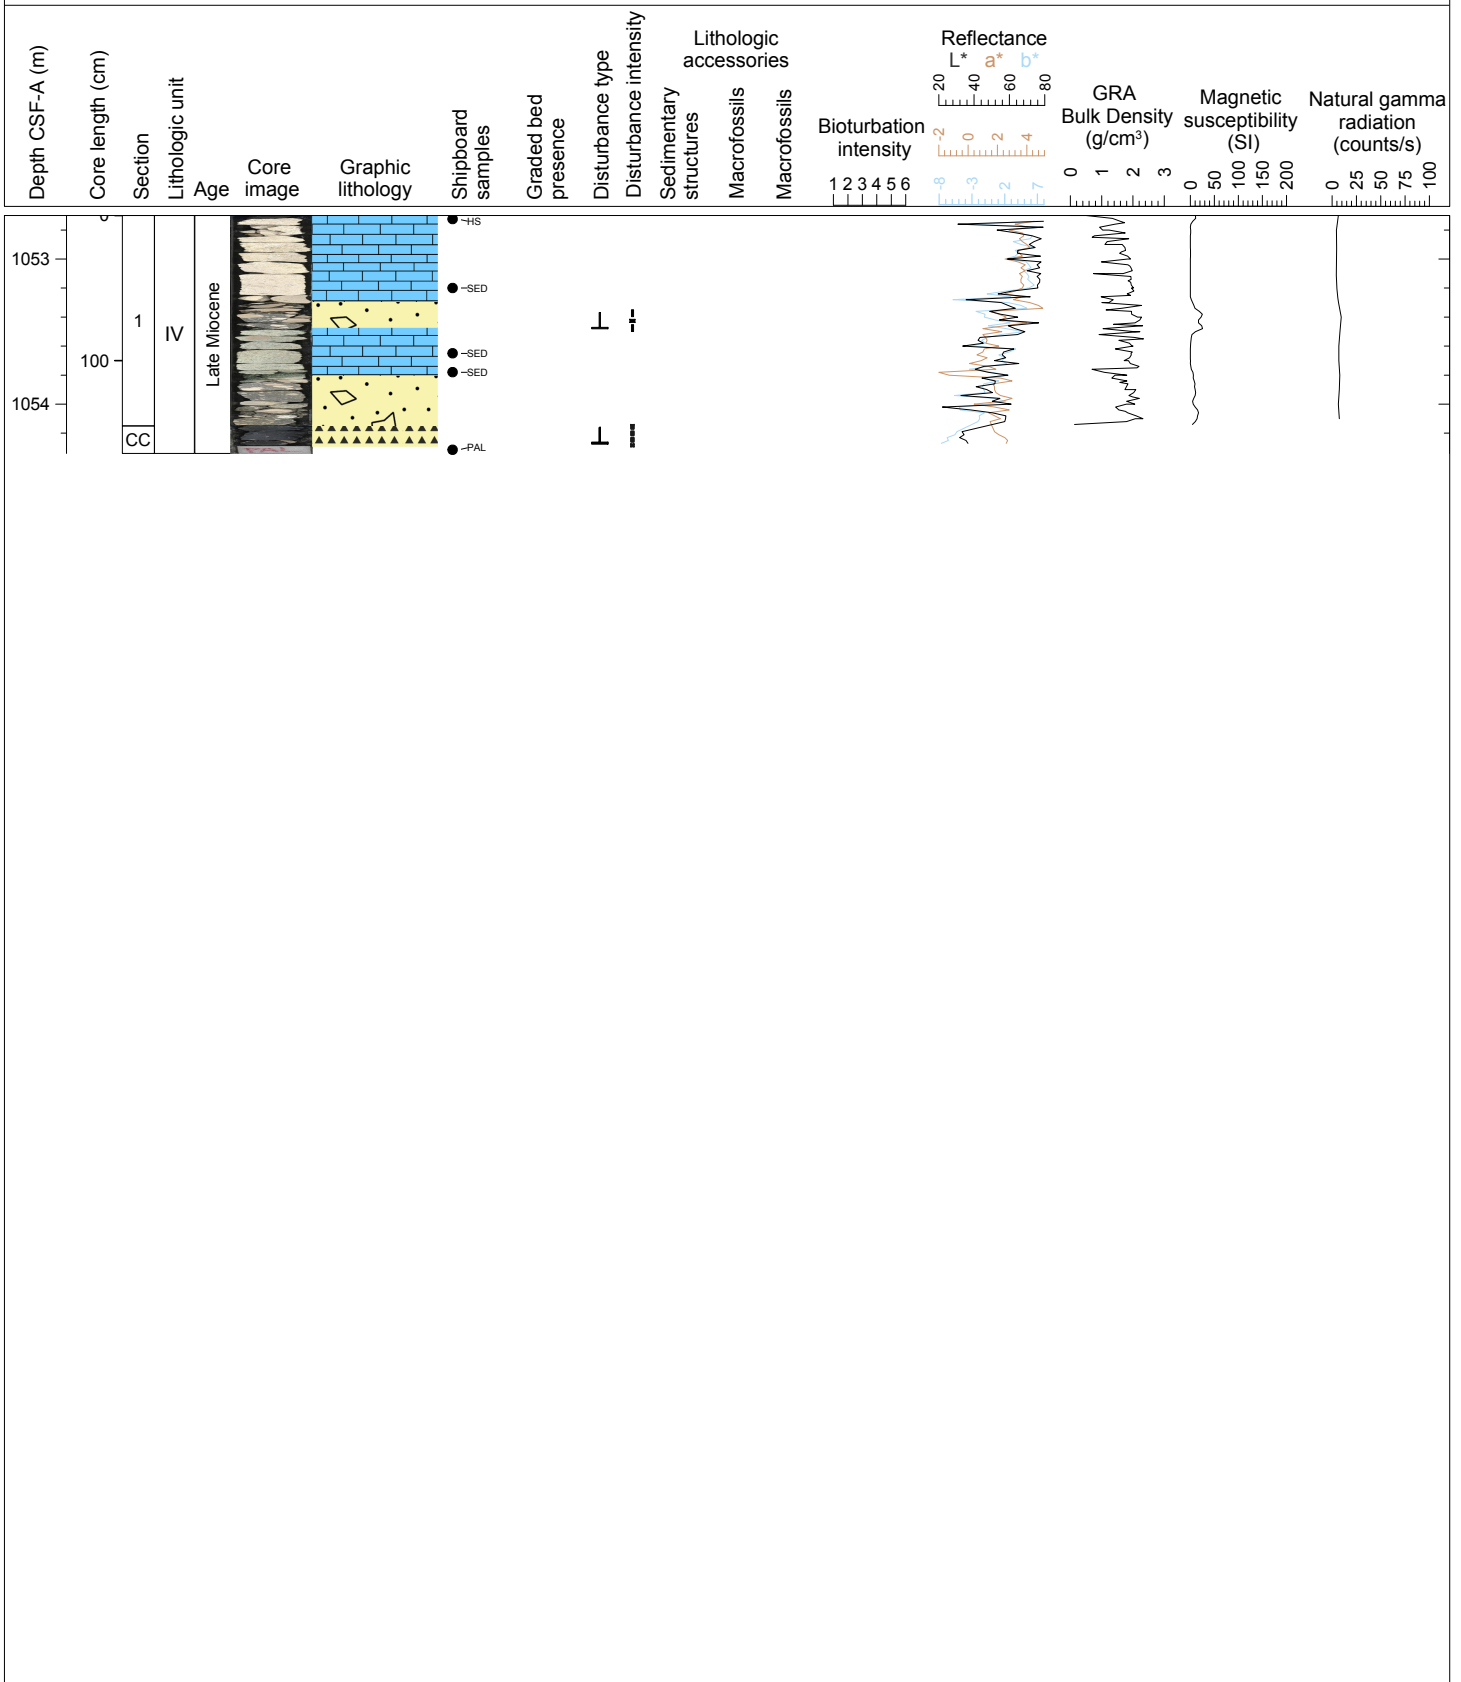 Depth CSF-A (m)
Core length (cm)
Section
Lithologic unit
Age
Core
image
Graphic
lithology
Shipboard
samples
Graded bed
presence
Disturbance type
Disturbance intensity
Lithologic
accessories
Sedimentary
structures
Macrofossils
Macrofossils
Bioturbation
intensity
1 2 3 4 5 6
Reflectance
L* a* b*
20 40 60 80
-2 0 2 4
-8 -3 2 7
GRA
Bulk Density
(g/cm³)
0 1 2 3
Magnetic
susceptibility
(SI)
0 50 100 150 200
Natural gamma
radiation
(counts/s)
0 25 50 75 100
0
HS
1053
SED
1
IV
Late Miocene
100
SED
SED
1054
CC
PAL
PAL